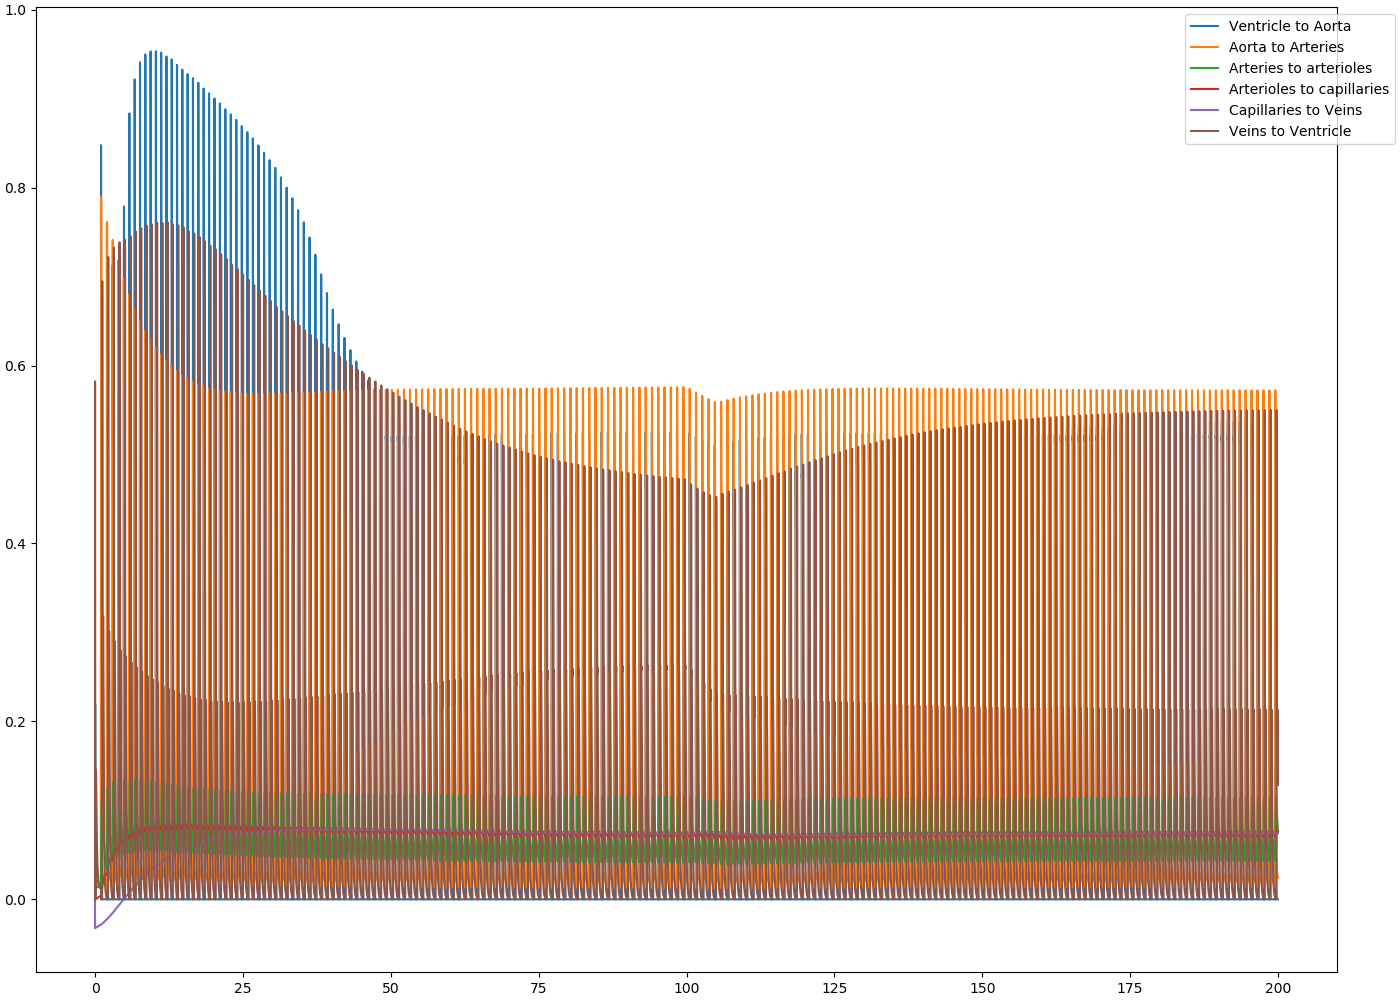 1.0
0.8
0.6
0.4
0.2
0.0
0
25
50
75
100
125
150
175
200
Ventricle to Aorta
Aorta to Arteries
Arteries to arterioles
Arterioles to capillaries
Capillaries to Veins
Veins to Ventricle